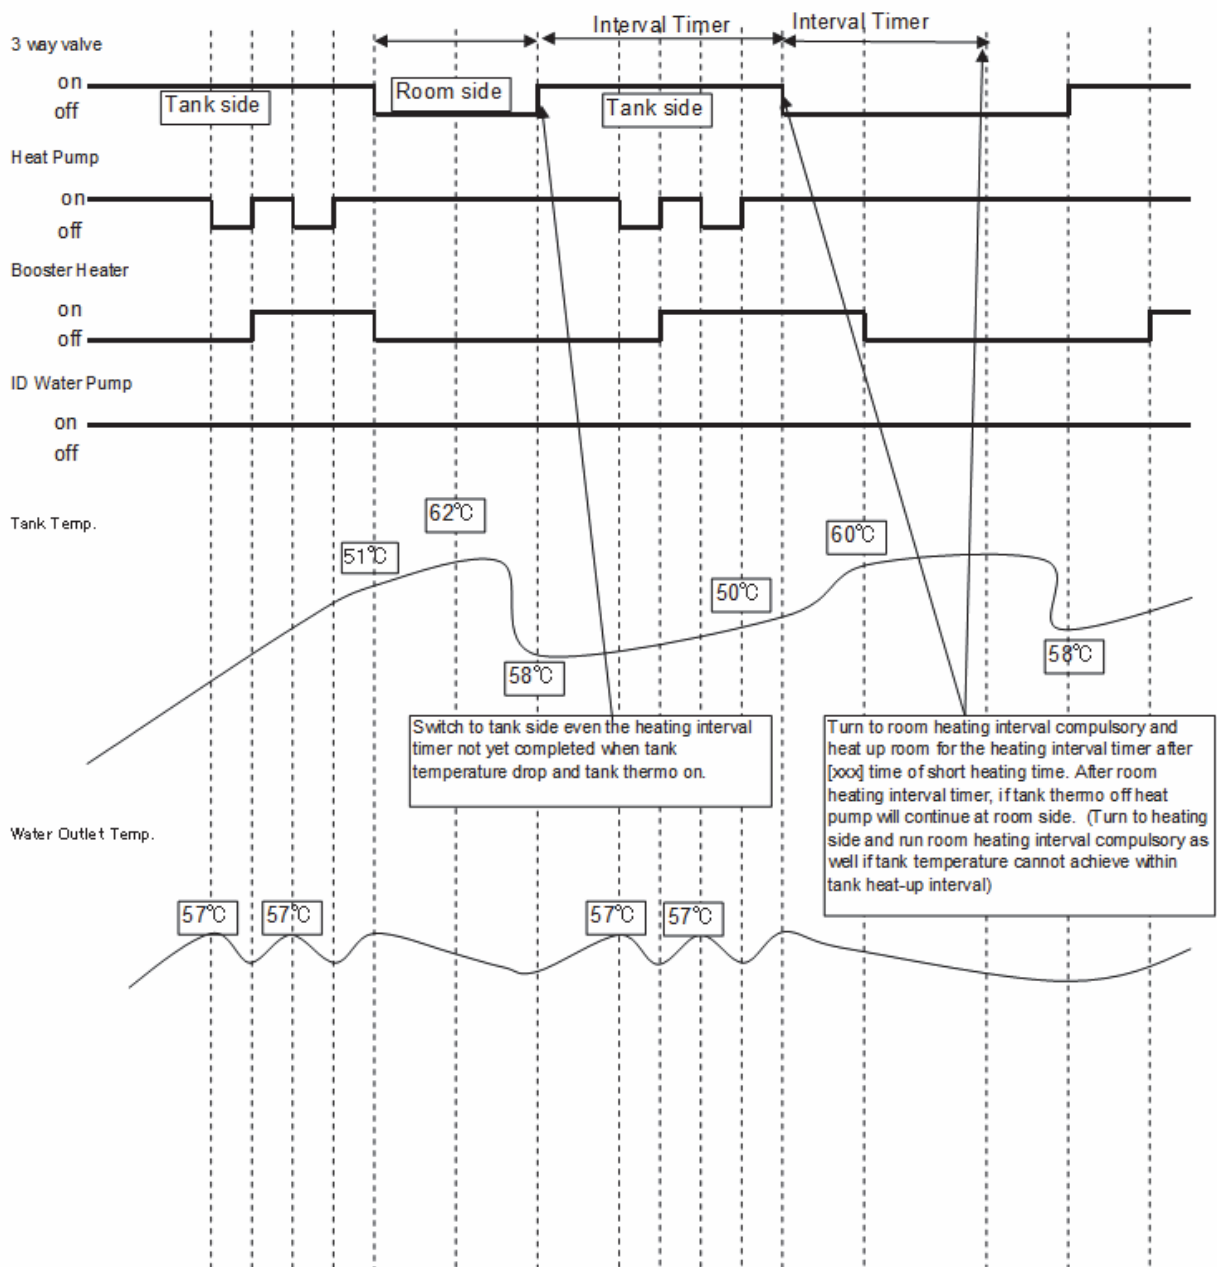 Interval Timer
Interval Timer
3 way valve
on
off
Tank side
Room side
Tank side
Heat Pump
on
off
Booster Heater
on
off
ID Water Pump
on
off
Tank Temp.
51℃
62℃
58℃
50℃
60℃
58℃
Switch to tank side even the heating interval
timer not yet completed when tank
temperature drop and tank thermo on.
Turn to room heating interval compulsory and
heat up room for the heating interval timer after
[xxx] time of short heating time. After room
heating interval timer, if tank thermo off heat
pump will continue at room side. (Turn to heating
side and run room heating interval compulsory as
well if tank temperature cannot achieve within
tank heat-up interval)
Water Outlet Temp.
57℃
57℃
57℃
57℃